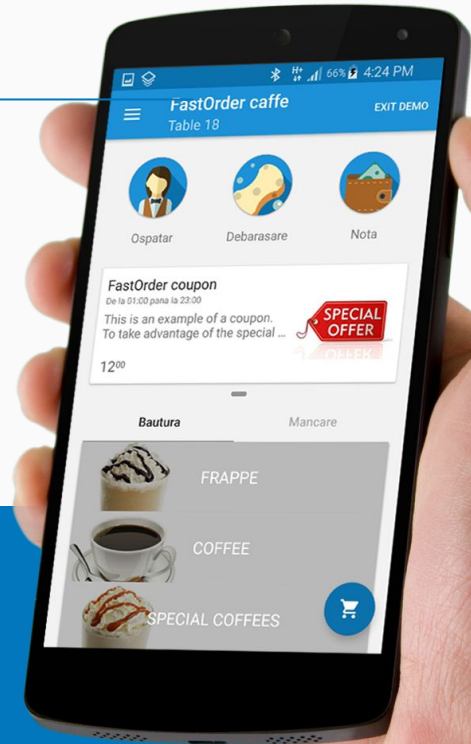 H+ 66% 4:24 PM
FastOrder caffe
EXIT DEMO
Table 18
Ospatar
Debarasare
Nota
FastOrder coupon
De la 01:00 pana la 23:00
This is an example of a coupon.
To take advantage of the special ...
SPECIAL
OFFER
12⁰⁰
Bautura
Mancare
FRAPPE
COFFEE
SPECIAL COFFEES